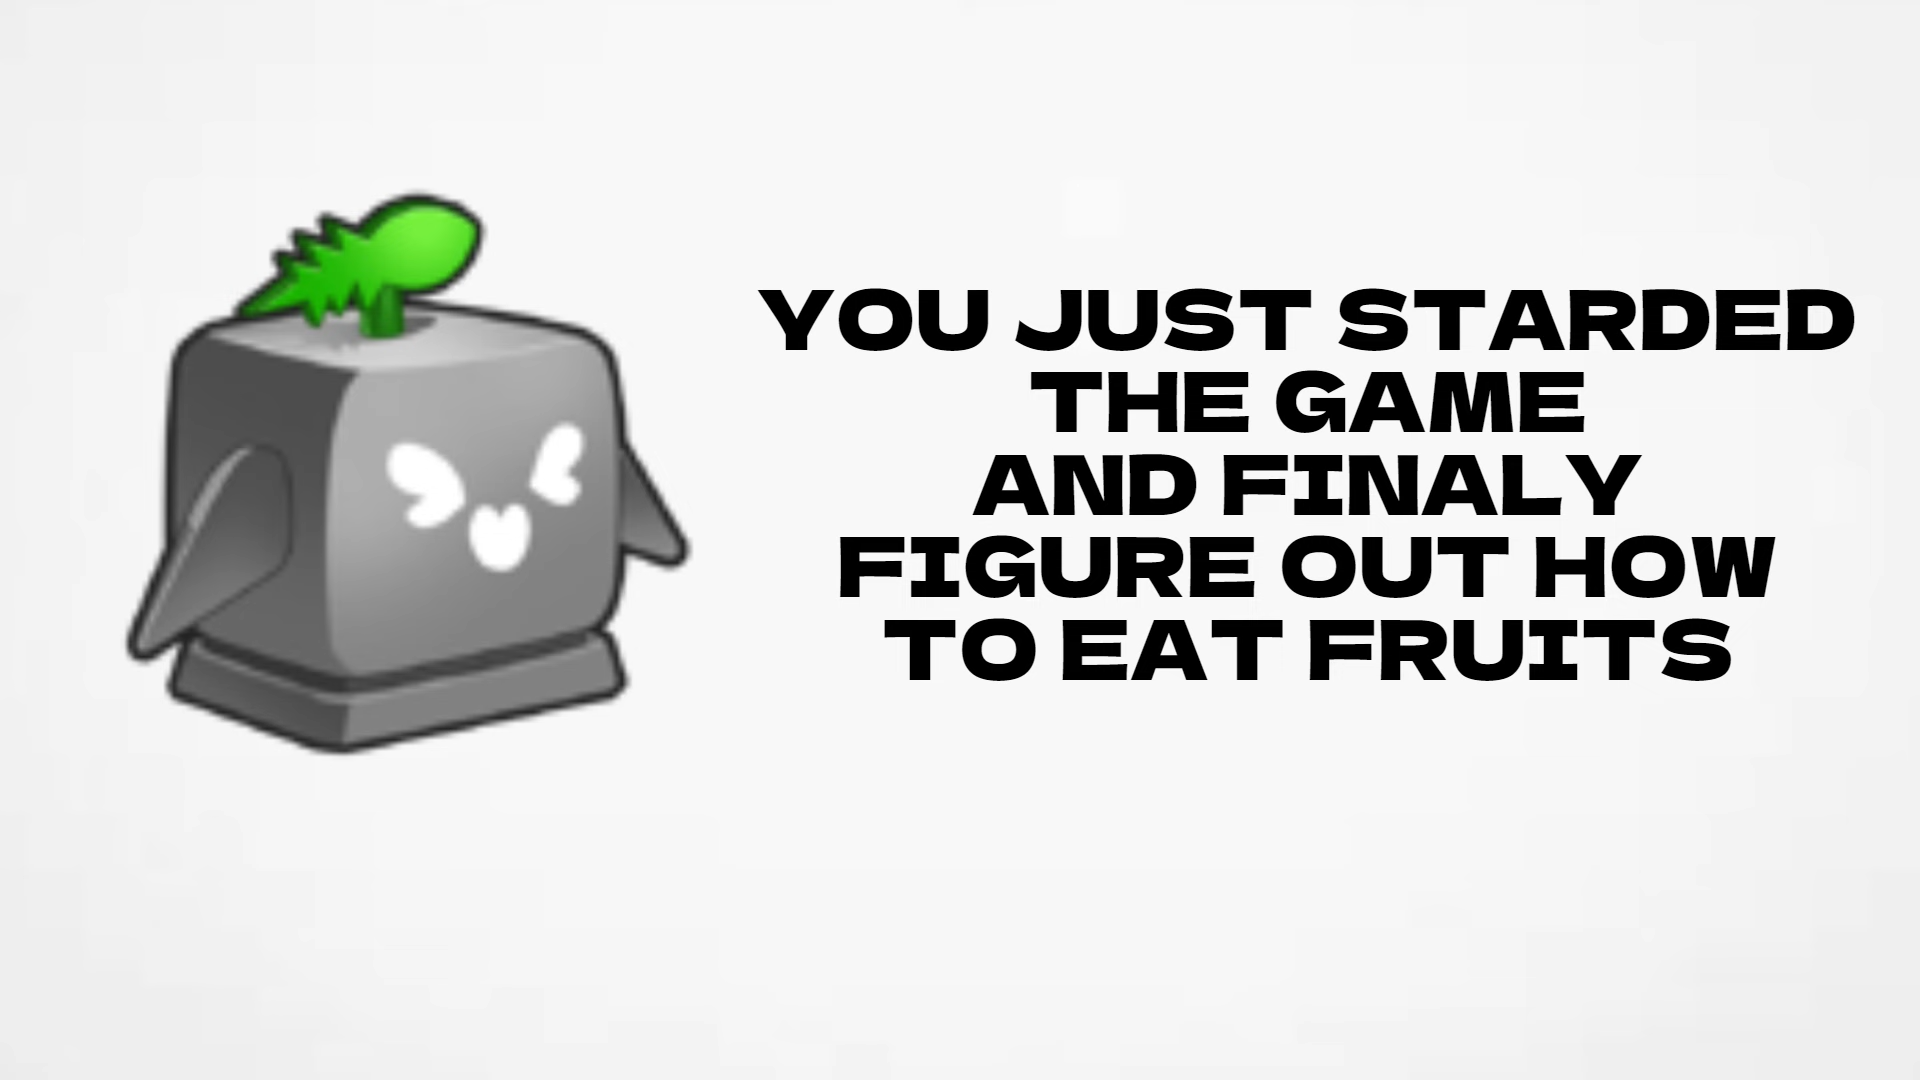 YOU JUST STARDED
THE GAME
AND FINALY
FIGURE OUT HOW
TO EAT FRUITS